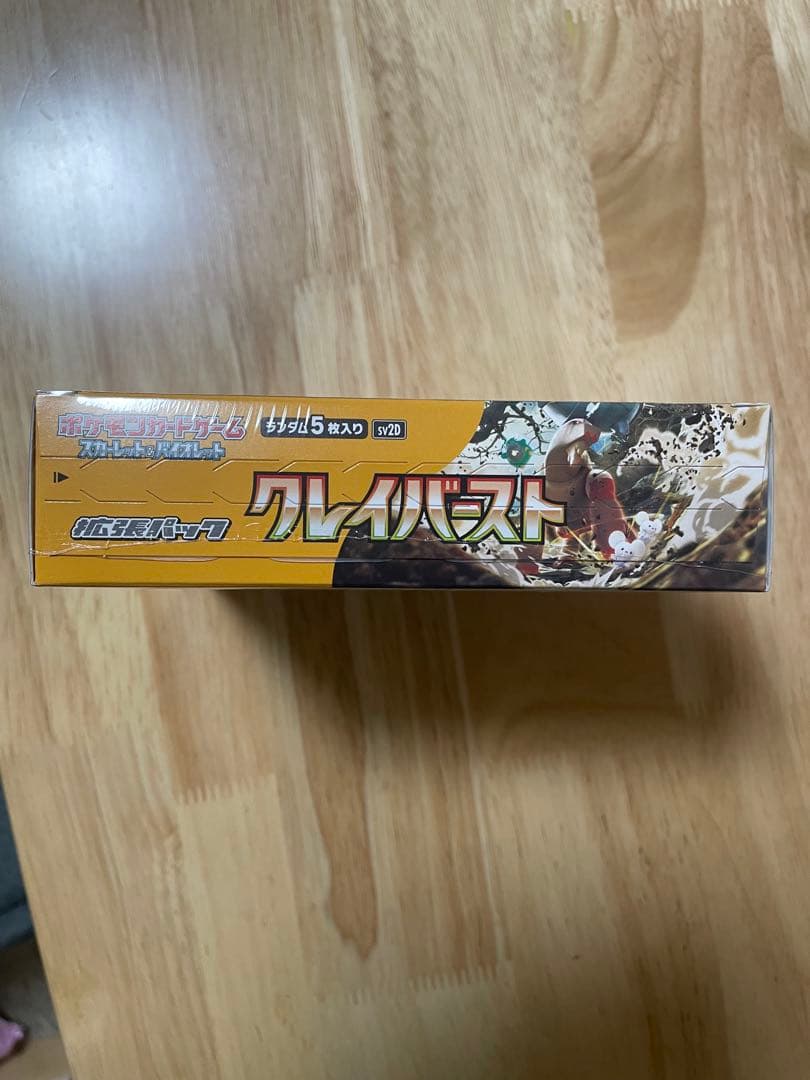 ポケモンカードゲーム
スカーレット&バイオレット
ランダム5枚入り sv2D
拡張パック
クレイバースト